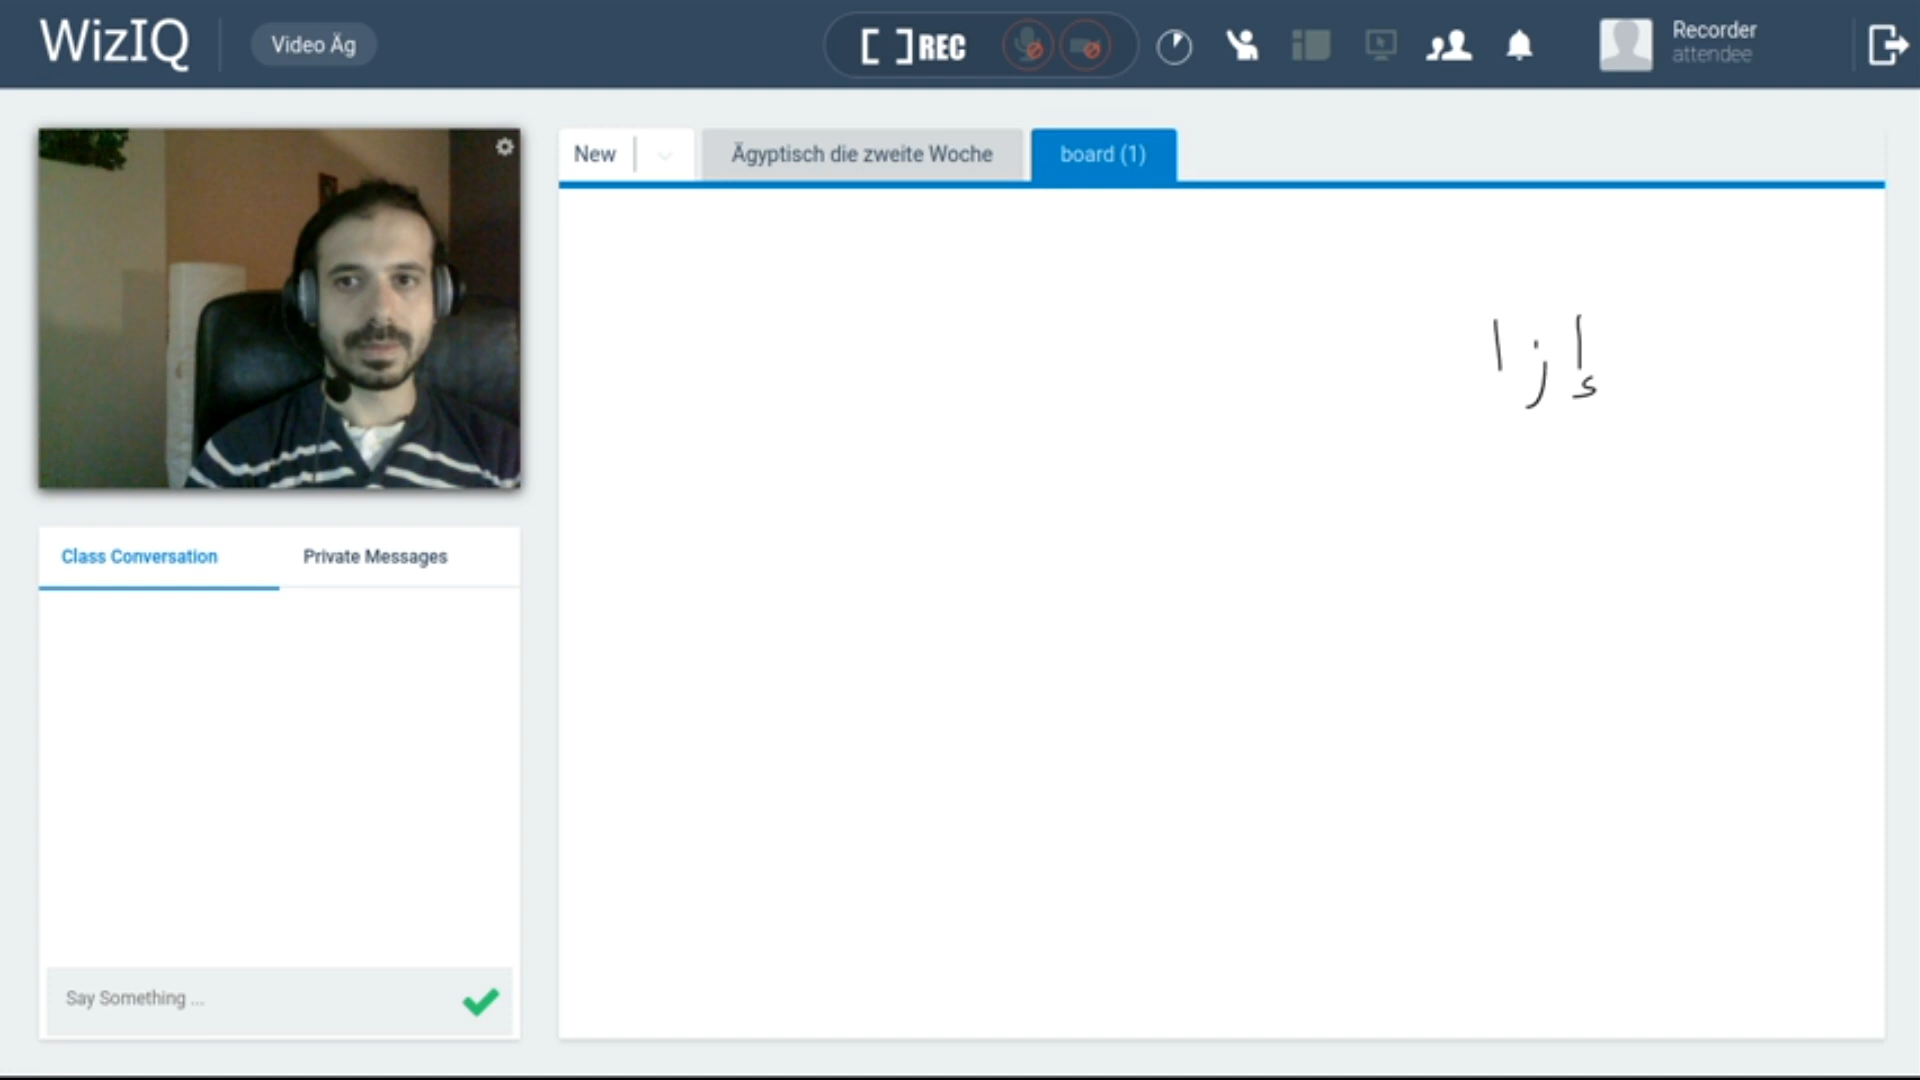 WizIQ
Video Äg
[ ] REC
Recorder
attendee
New
Ägyptisch die zweite Woche
board (1)
إزا
Class Conversation
Private Messages
Say Something ...